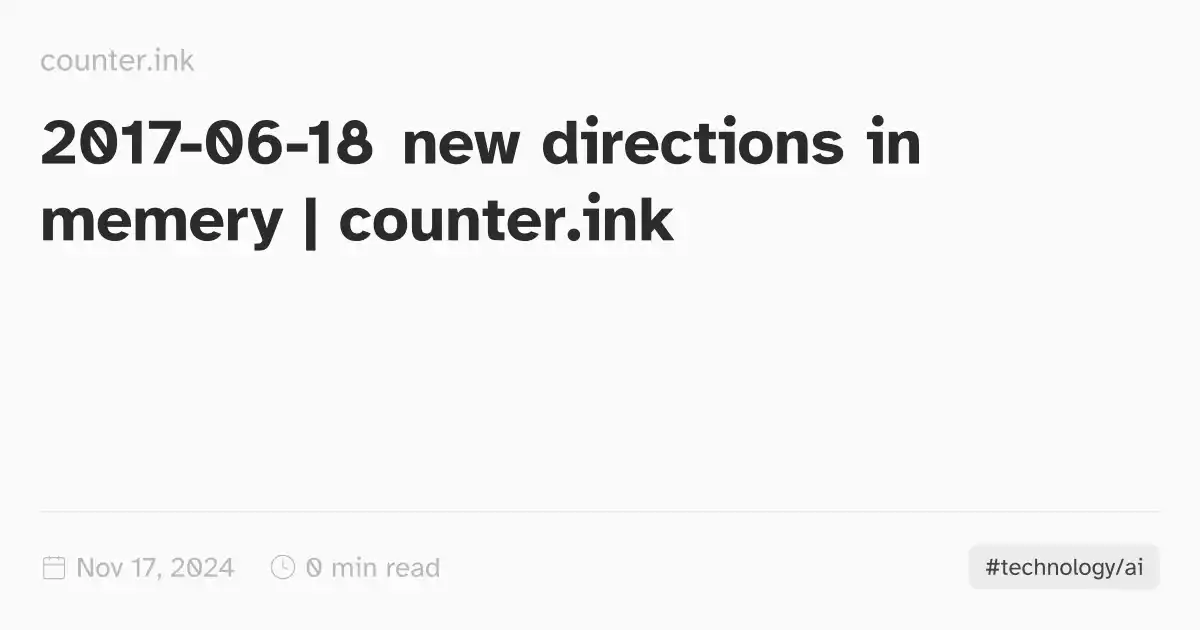 counter.ink
2017-06-18 new directions in
memery | counter.ink
Nov 17, 2024 0 min read #technology/ai